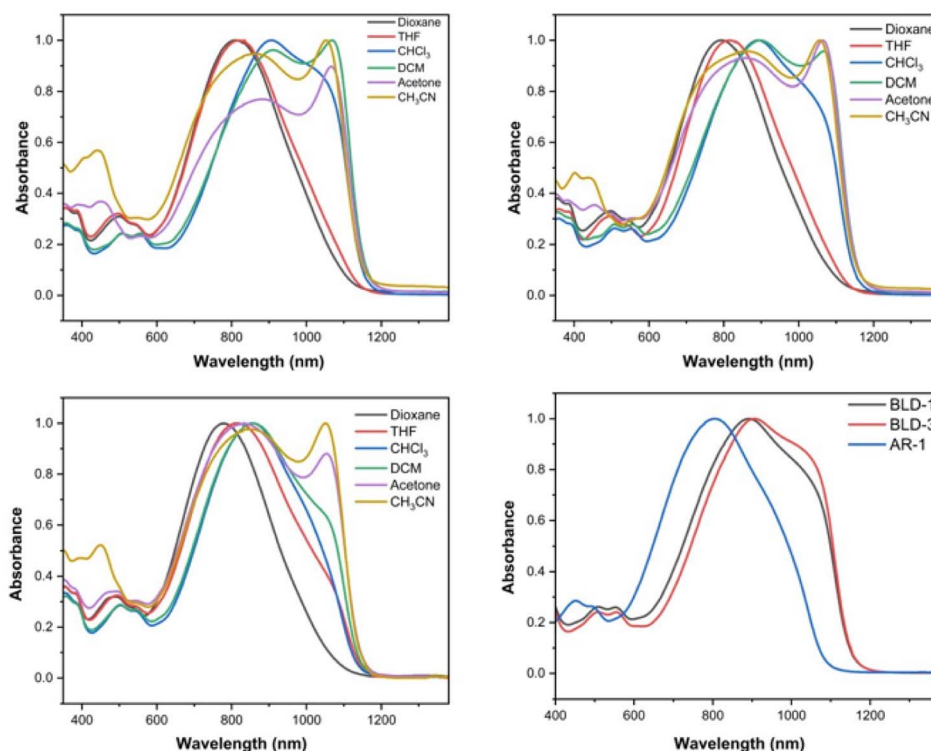 Dioxane
THF
CHCl₃
DCM
Acetone
CH₃CN
1.0
0.8
0.6
0.4
0.2
0.0
Absorbance
400 600 800 1000 1200
Wavelength (nm)
Dioxane
THF
CHCl₃
DCM
Acetone
CH₃CN
1.0
0.8
0.6
0.4
0.2
0.0
Absorbance
400 600 800 1000 1200
Wavelength (nm)
Dioxane
THF
CHCl₃
DCM
Acetone
CH₃CN
1.0
0.8
0.6
0.4
0.2
0.0
Absorbance
400 600 800 1000 1200
Wavelength (nm)
BLD-1
BLD-3
AR-1
1.0
0.8
0.6
0.4
0.2
0.0
Absorbance
400 600 800 1000 1200
Wavelength (nm)